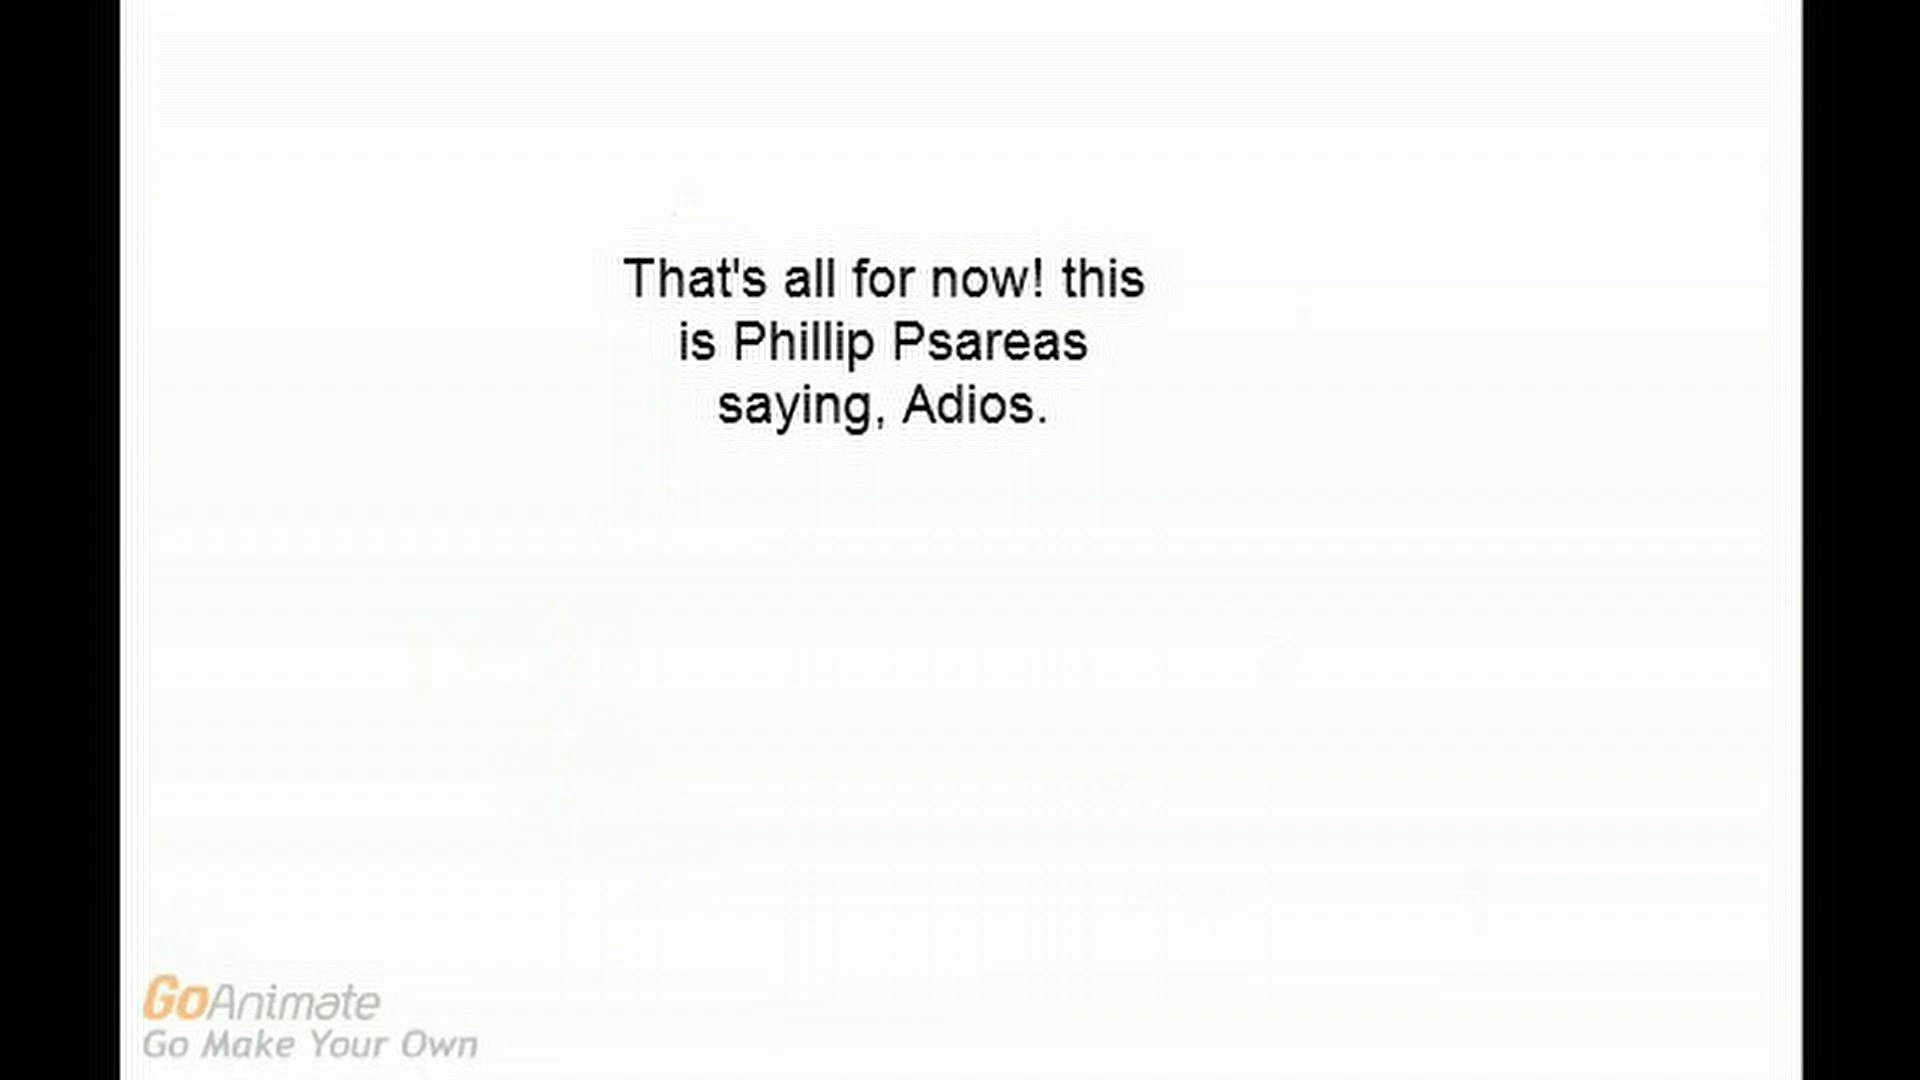 That's all for now! this
is Phillip Psareas
saying, Adios.
GoAnimate
Go Make Your Own